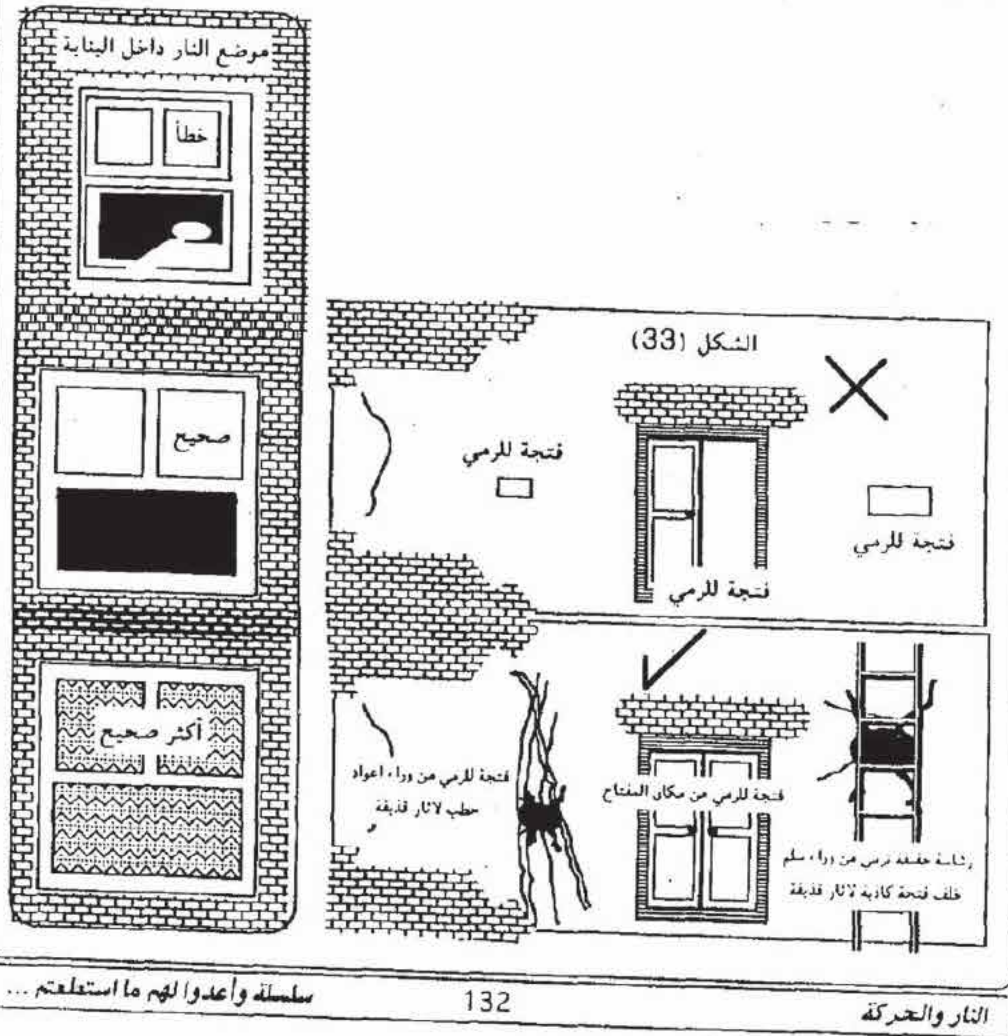 موضع النار داخل البناية
خطأ
صحيح
أكثر صحيح
الشكل (33)
فتحة للرمي
فتحة للرمي
فتحة للرمي
فتحة للرمي من وراء اعواد
حطب لاثار قذيفة
فتحة للرمي من مكان المفتاح
رشاشة خفيفة ترمي من وراء سلم
خلف فتحة كاذبة لاثار قذيفة
النار والحركة
132
سلسلة وأعدوا لهم ما استطعتم ...